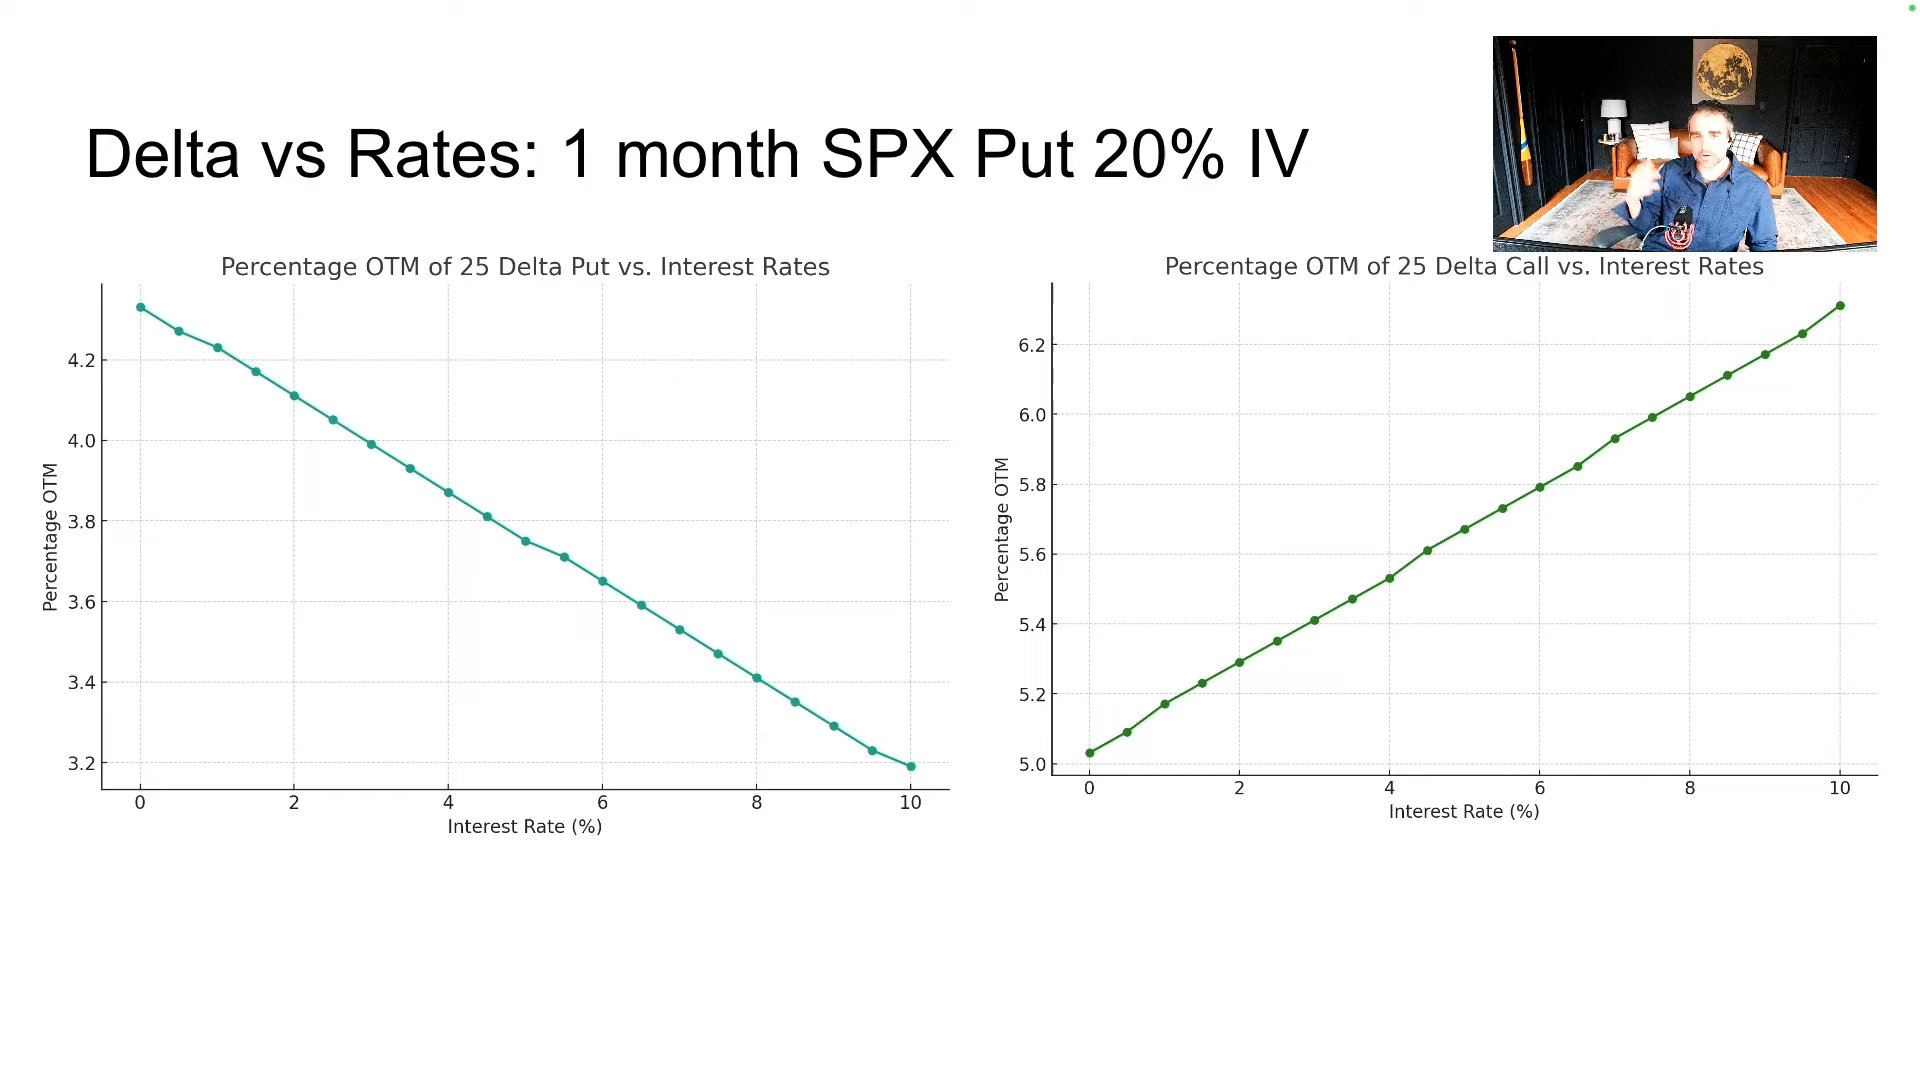 Delta vs Rates: 1 month SPX Put 20% IV
Percentage OTM of 25 Delta Put vs. Interest Rates
Percentage OTM
4.2
4.0
3.8
3.6
3.4
3.2
0 2 4 6 8 10
Interest Rate (%)
Percentage OTM of 25 Delta Call vs. Interest Rates
Percentage OTM
6.2
6.0
5.8
5.6
5.4
5.2
5.0
0 2 4 6 8 10
Interest Rate (%)